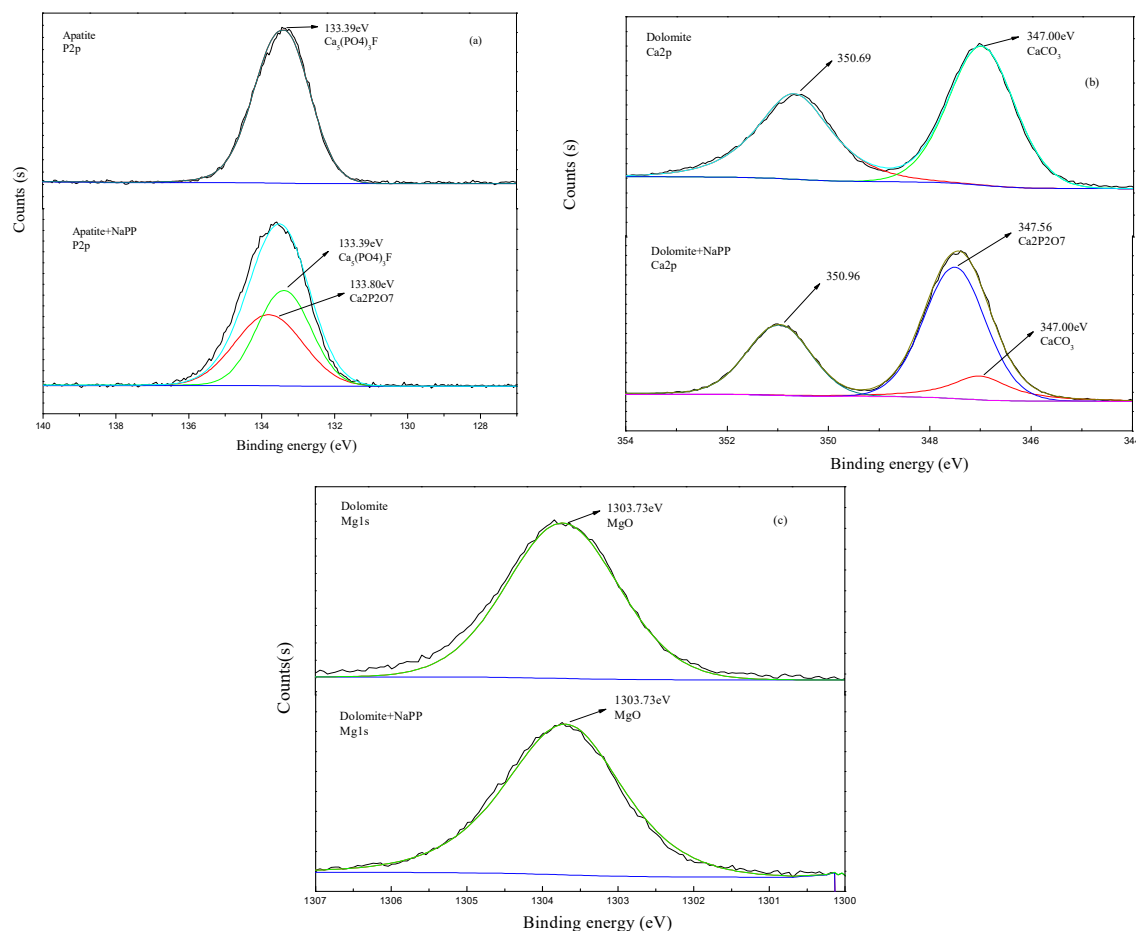 Apatite
P2p
133.39eV
Ca₅(PO4)₃F
(a)
Apatite+NaPP
P2p
133.39eV
Ca₅(PO4)₃F
133.80eV
Ca2P2O7
Counts (s)
140 138 136 134 132 130 128
Binding energy (eV)
Dolomite
Ca2p
350.69
347.00eV
CaCO₃
(b)
Dolomite+NaPP
Ca2p
350.96
347.56
Ca2P2O7
347.00eV
CaCO₃
Counts (s)
354 352 350 348 346 344
Binding energy (eV)
Dolomite
Mg1s
1303.73eV
MgO
(c)
Dolomite+NaPP
Mg1s
1303.73eV
MgO
Counts(s)
1307 1306 1305 1304 1303 1302 1301 1300
Binding energy (eV)